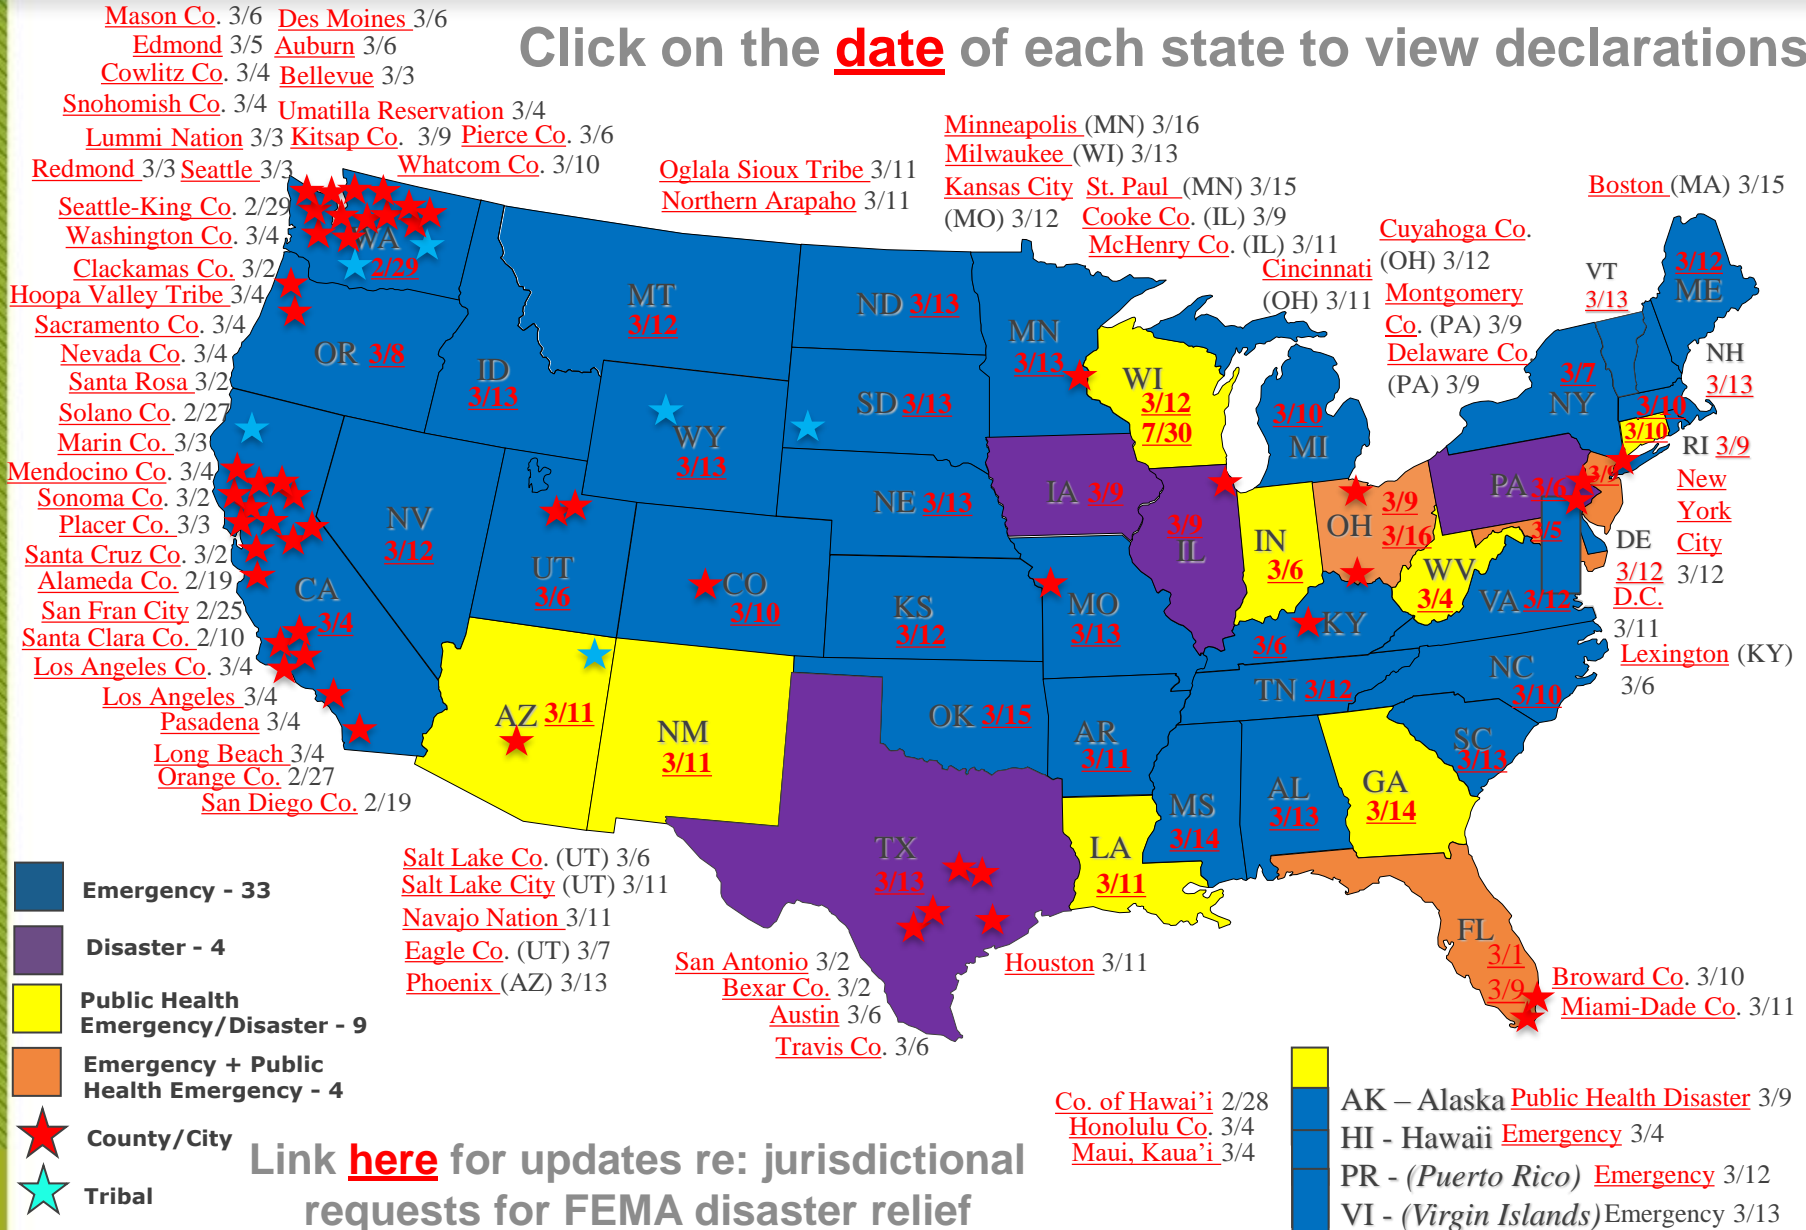 Click on the date of each state to view declarations
Mason Co. 3/6 Des Moines 3/6
Edmond 3/5 Auburn 3/6
Cowlitz Co. 3/4 Bellevue 3/3
Snohomish Co. 3/4 Umatilla Reservation 3/4
Lummi Nation 3/3 Kitsap Co. 3/9 Pierce Co. 3/6
Redmond 3/3 Seattle 3/3 Whatcom Co. 3/10
Seattle-King Co. 2/29
Washington Co. 3/4
Clackamas Co. 3/2
Hoopa Valley Tribe 3/4
Sacramento Co. 3/4
Nevada Co. 3/4
Santa Rosa 3/2
Solano Co. 2/27
Marin Co. 3/3
Mendocino Co. 3/4
Sonoma Co. 3/2
Placer Co. 3/3
Santa Cruz Co. 3/2
Alameda Co. 2/19
San Fran City 2/25
Santa Clara Co. 2/10
Los Angeles Co. 3/4
Los Angeles 3/4
Pasadena 3/4
Long Beach 3/4
Orange Co. 2/27
San Diego Co. 2/19
Oglala Sioux Tribe 3/11
Northern Arapaho 3/11
Minneapolis (MN) 3/16
Milwaukee (WI) 3/13
Kansas City
(MO) 3/12
St. Paul (MN) 3/15
Cooke Co. (IL) 3/9
McHenry Co. (IL) 3/11
Cincinnati
(OH) 3/11
Cuyahoga Co.
(OH) 3/12
Montgomery
Co. (PA) 3/9
Delaware Co.
(PA) 3/9
Boston (MA) 3/15
VT
3/13
3/12
ME
NH
3/13
3/7
NY
3/10
3/10
RI 3/9
New
York
City
3/12
DE
3/12
D.C.
3/11
Lexington (KY)
3/6
WA
2/29
OR 3/8
ID
3/13
MT
3/12
ND 3/13
MN
3/13
WI
3/12
7/30
3/10
MI
SD 3/13
WY
3/13
NE 3/13
IA 3/9
3/9
IL
IN
3/6
OH
3/9
3/16
PA 3/6
3/5
WV
3/4
VA 3/12
NV
3/12
UT
3/6
CO
3/10
KS
3/12
MO
3/13
KY
3/6
CA
3/4
TN 3/12
NC
3/10
AZ 3/11
NM
3/11
OK 3/15
AR
3/11
SC
3/13
MS
3/14
AL
3/13
GA
3/14
TX
3/13
LA
3/11
FL
3/1
3/9
Salt Lake Co. (UT) 3/6
Salt Lake City (UT) 3/11
Navajo Nation 3/11
Eagle Co. (UT) 3/7
Phoenix (AZ) 3/13
San Antonio 3/2
Bexar Co. 3/2
Austin 3/6
Travis Co. 3/6
Houston 3/11
Broward Co. 3/10
Miami-Dade Co. 3/11
Emergency - 33
Disaster - 4
Public Health
Emergency/Disaster - 9
Emergency + Public
Health Emergency - 4
County/City
Tribal
Link here for updates re: jurisdictional
requests for FEMA disaster relief
Co. of Hawai’i 2/28
Honolulu Co. 3/4
Maui, Kaua’i 3/4
AK – Alaska Public Health Disaster 3/9
HI - Hawaii Emergency 3/4
PR - (Puerto Rico) Emergency 3/12
VI - (Virgin Islands) Emergency 3/13